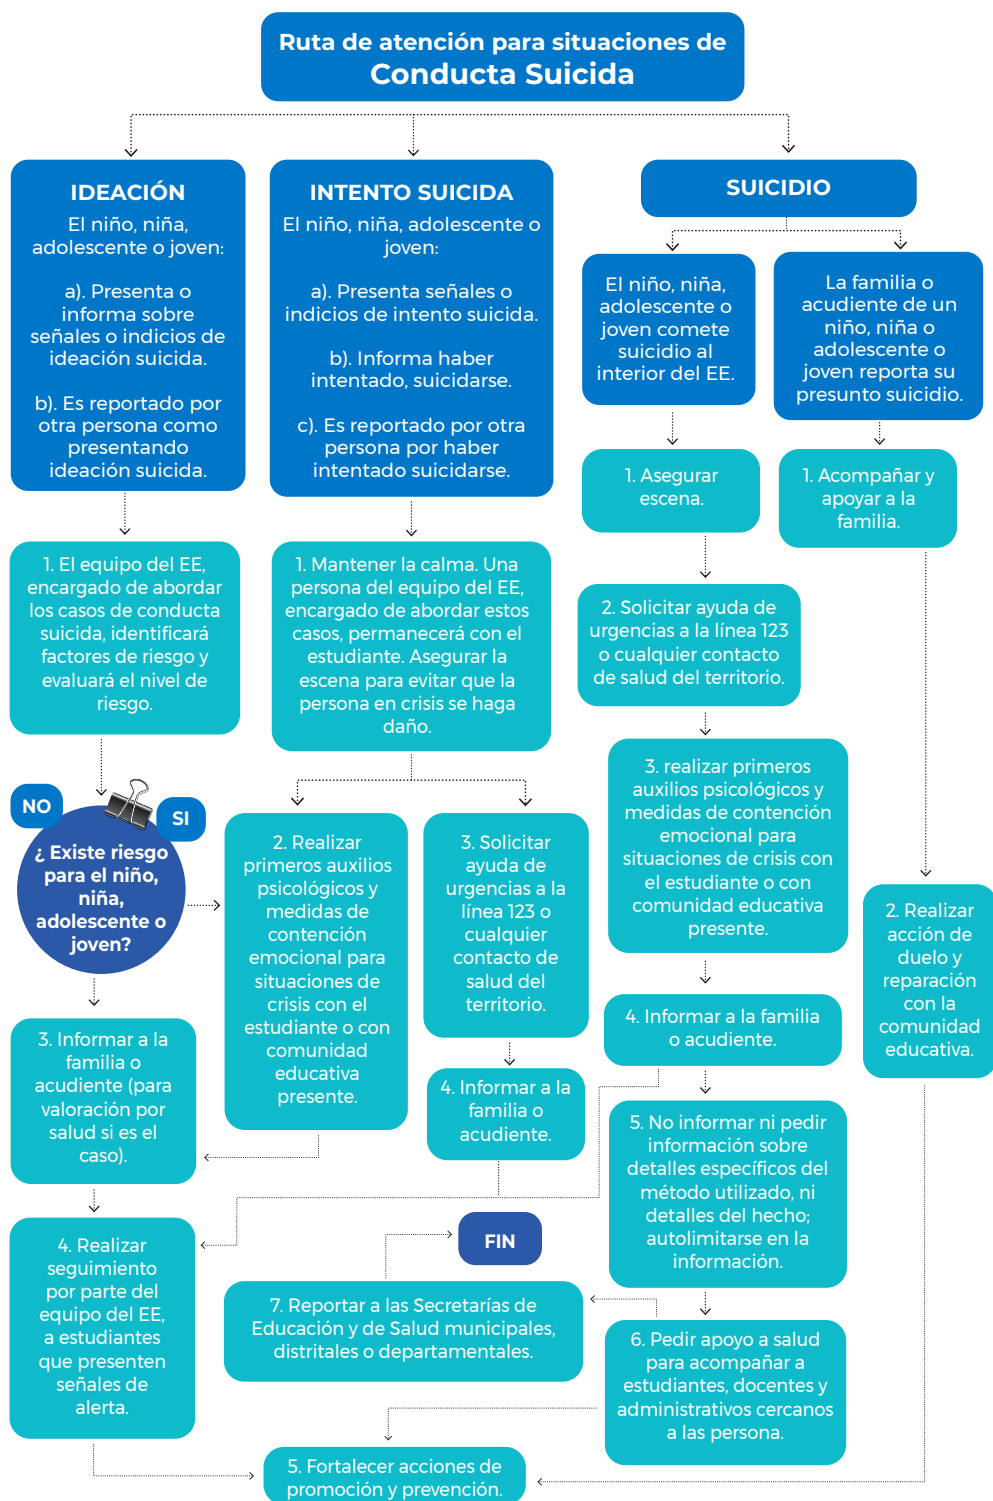 Ruta de atención para situaciones de
Conducta Suicida
IDEACIÓN
El niño, niña,
adolescente o joven:
a). Presenta o
informa sobre
señales o indicios de
ideación suicida.
b). Es reportado por
otra persona como
presentando
ideación suicida.
INTENTO SUICIDA
El niño, niña, adolescente o
joven:
a). Presenta señales o
indicios de intento suicida.
b). Informa haber
intentado, suicidarse.
c). Es reportado por otra
persona por haber
intentado suicidarse.
SUICIDIO
El niño, niña,
adolescente o
joven comete
suicidio al
interior del EE.
La familia o
acudiente de un
niño, niña o
adolescente o
joven reporta su
presunto suicidio.
1. Asegurar
escena.
1. Acompañar y
apoyar a la
familia.
1. El equipo del EE,
encargado de abordar
los casos de conducta
suicida, identificará
factores de riesgo y
evaluará el nivel de
riesgo.
1. Mantener la calma. Una
persona del equipo del EE,
encargado de abordar estos
casos, permanecerá con el
estudiante. Asegurar la
escena para evitar que la
persona en crisis se haga
daño.
2. Solicitar ayuda de
urgencias a la línea 123
o cualquier contacto
de salud del territorio.
NO
SI
¿ Existe riesgo
para el niño,
niña,
adolescente o
joven?
2. Realizar
primeros auxilios
psicológicos y
medidas de
contención
emocional para
situaciones de
crisis con el
estudiante o con
comunidad
educativa
presente.
3. Solicitar
ayuda de
urgencias a la
línea 123 o
cualquier
contacto de
salud del
territorio.
3. realizar primeros
auxilios psicológicos y
medidas de contención
emocional para
situaciones de crisis con
el estudiante o con
comunidad educativa
presente.
2. Realizar
acción de
duelo y
reparación
con la
comunidad
educativa.
3. Informar a la
familia o
acudiente (para
valoración por
salud si es el
caso).
4. Informar a la
familia o
acudiente.
4. Informar a la familia
o acudiente.
5. No informar ni pedir
información sobre
detalles específicos del
método utilizado, ni
detalles del hecho;
autolimitarse en la
información.
4. Realizar
seguimiento
por parte del
equipo del EE,
a estudiantes
que presenten
señales de
alerta.
FIN
7. Reportar a las Secretarías de
Educación y de Salud municipales,
distritales o departamentales.
6. Pedir apoyo a salud
para acompañar a
estudiantes, docentes y
administrativos cercanos
a las persona.
5. Fortalecer acciones de
promoción y prevención.